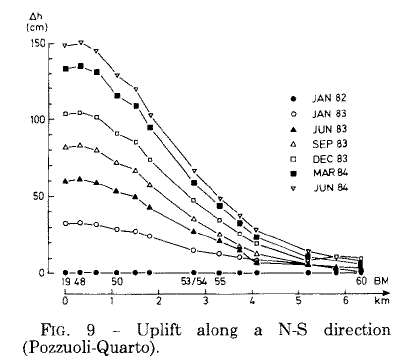 Δh
(cm)
150
100
50
0
JAN 82
JAN 83
JUN 83
SEP 83
DEC 83
MAR 84
JUN 84
19 48 50 53/54 55 60 BM
0 1 2 3 4 5 6 km
FIG. 9 – Uplift along a N-S direction
(Pozzuoli-Quarto).